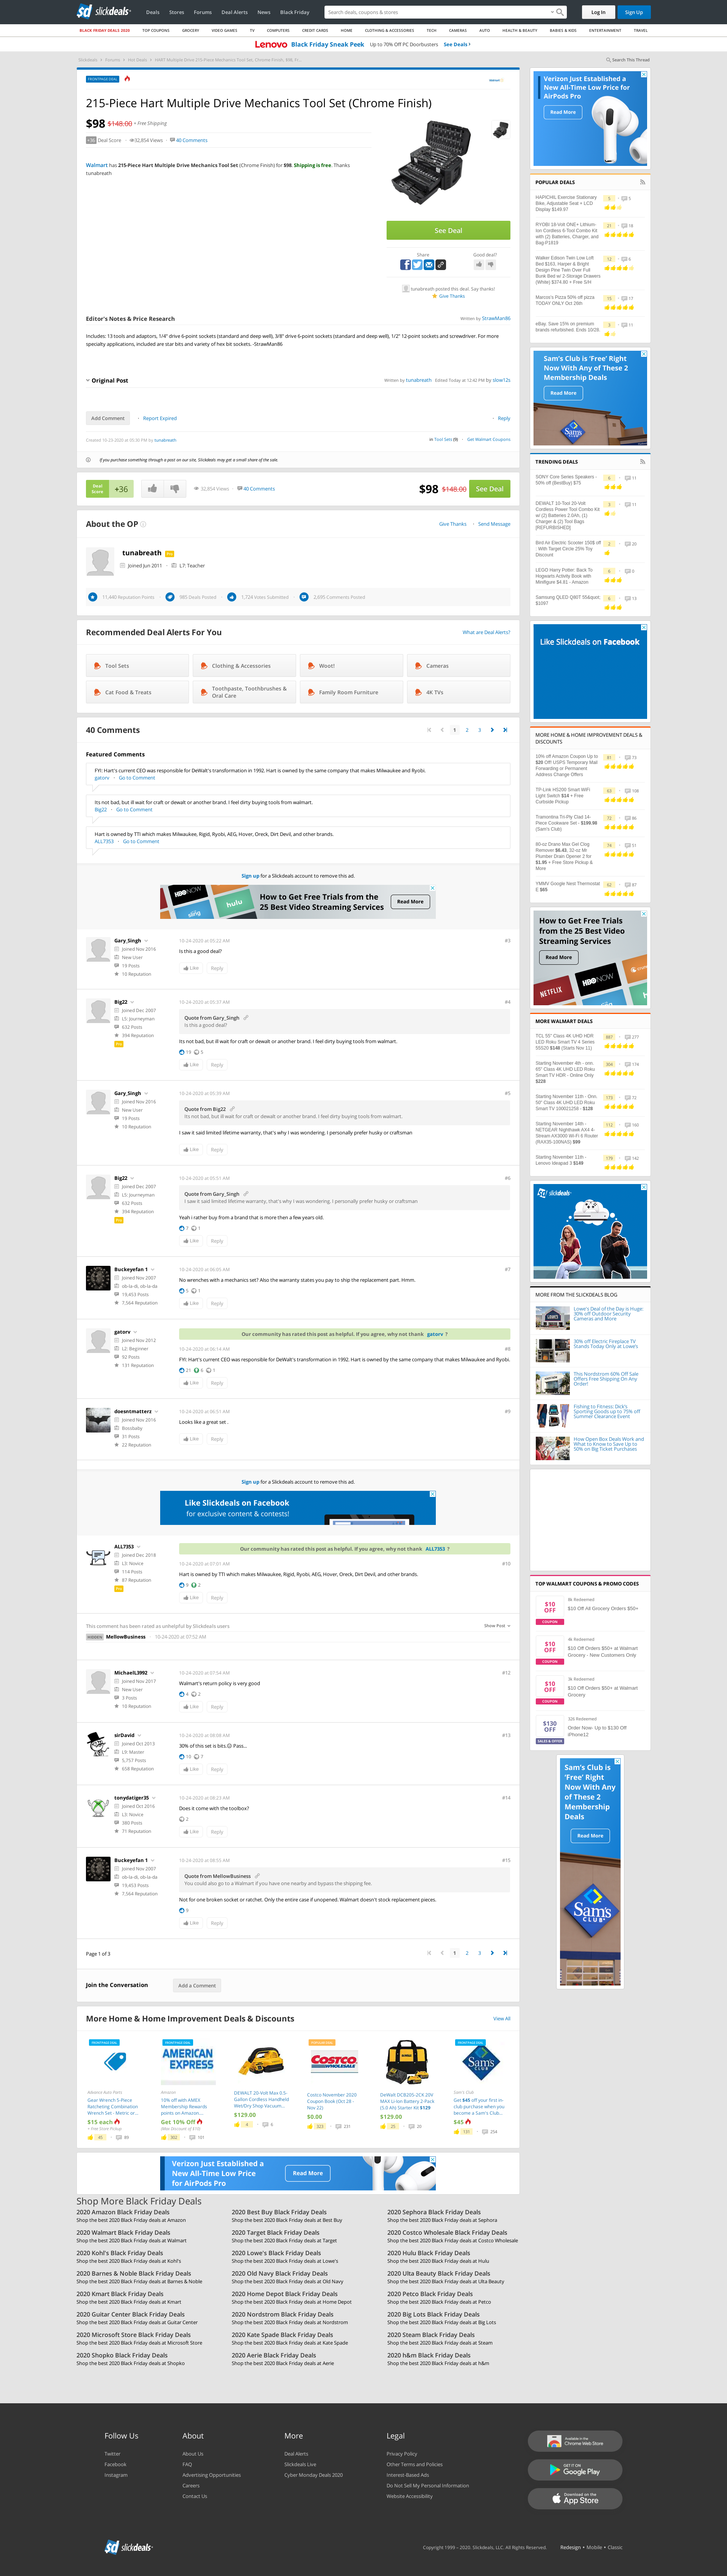 sd slickdeals
Deals Stores Forums Deal Alerts News Black Friday
Search deals, coupons & stores
Log In
Sign Up
BLACK FRIDAY DEALS 2020 TOP COUPONS GROCERY VIDEO GAMES TV COMPUTERS CREDIT CARDS HOME CLOTHING & ACCESSORIES TECH CAMERAS AUTO HEALTH & BEAUTY BABIES & KIDS ENTERTAINMENT TRAVEL
Lenovo Black Friday Sneak Peek Up to 70% Off PC Doorbusters See Deals ›
Search This Thread
FRONTPAGE DEAL
215-Piece Hart Multiple Drive Mechanics Tool Set (Chrome Finish)
$98 $148.00 + Free Shipping
+36 Deal Score 32,854 Views 40 Comments
Walmart has 215-Piece Hart Multiple Drive Mechanics Tool Set (Chrome Finish) for $98. Shipping is free. Thanks
tunabreath
See Deal
Share
Good deal?
tunabreath posted this deal. Say thanks!
Give Thanks
Editor's Notes & Price Research
Written by StrawMan86
Includes: 13 tools and adaptors, 1/4" drive 6-point sockets (standard and deep well), 3/8" drive 6-point sockets (standard and deep well), 1/2" 12-point sockets and screwdriver. For more
specialty applications, included are star bits and variety of hex bit sockets. -StrawMan86.
Original Post
Written by tunabreath Edited Today at 12:42 PM by slow12s
Add Comment
Report Expired
Reply
Created 10-23-2020 at 05:30 PM by tunabreath
in Tool Sets (9) Get Walmart Coupons
If you purchase something through a post on our site, Slickdeals may get a small share of the sale.
Deal Score +36
32,854 Views 40 Comments
$98 $148.00 See Deal
About the OP
Give Thanks Send Message
tunabreath Pro
Joined Jun 2011 L7: Teacher
11,440 Reputation Points 985 Deals Posted 1,724 Votes Submitted 2,695 Comments Posted
Recommended Deal Alerts For You
What are Deal Alerts?
Tool Sets
Clothing & Accessories
Woot!
Cameras
Cat Food & Treats
Toothpaste, Toothbrushes &
Oral Care
Family Room Furniture
4K TVs
40 Comments
1 2 3
Featured Comments
FYI: Hart's current CEO was responsible for DeWalt's transformation in 1992. Hart is owned by the same company that makes Milwaukee and Ryobi.
gatorv Go to Comment
Its not bad, but ill wait for craft or dewalt or another brand. I feel dirty buying tools from walmart.
Big22 Go to Comment
Hart is owned by TTI which makes Milwaukee, Rigid, Ryobi, AEG, Hover, Oreck, Dirt Devil, and other brands.
ALL7353 Go to Comment
Sign up for a Slickdeals account to remove this ad.
How to Get Free Trials from the
25 Best Video Streaming Services
Read More
Gary_Singh
Joined Nov 2016
New User
19 Posts
10 Reputation
10-24-2020 at 05:22 AM
#3
Is this a good deal?
Like Reply
Big22
Joined Dec 2007
L5: Journeyman
632 Posts
394 Reputation
Pro
10-24-2020 at 05:37 AM
#4
Quote from Gary_Singh
Is this a good deal?
Its not bad, but ill wait for craft or dewalt or another brand. I feel dirty buying tools from walmart.
19 5
Like Reply
Gary_Singh
Joined Nov 2016
New User
19 Posts
10 Reputation
10-24-2020 at 05:39 AM
#5
Quote from Big22
Its not bad, but ill wait for craft or dewalt or another brand. I feel dirty buying tools from walmart.
I saw it said limited lifetime warranty, that's why I was wondering. I personally prefer husky or craftsman
Like Reply
Big22
Joined Dec 2007
L5: Journeyman
632 Posts
394 Reputation
Pro
10-24-2020 at 05:51 AM
#6
Quote from Gary_Singh
I saw it said limited lifetime warranty, that's why I was wondering. I personally prefer husky or craftsman
Yeah i rather buy from a brand that is more then a few years old.
7 1
Like Reply
Buckeyefan 1
Joined Nov 2007
ob-la-di, ob-la-da
19,453 Posts
7,564 Reputation
10-24-2020 at 06:05 AM
#7
No wrenches with a mechanics set? Also the warranty: states you pay to ship the replacement part. Hmm.
5 1
Like Reply
gatorv
Joined Nov 2012
L2: Beginner
92 Posts
131 Reputation
Our community has rated this post as helpful. If you agree, why not thank gatorv ?
10-24-2020 at 06:14 AM
#8
FYI: Hart's current CEO was responsible for DeWalt's transformation in 1992. Hart is owned by the same company that makes Milwaukee and Ryobi.
21 6 1
Like Reply
doesntmatterz
Joined Nov 2016
Boosbaby
31 Posts
22 Reputation
10-24-2020 at 06:51 AM
#9
Looks like a great set .
Like Reply
Sign up for a Slickdeals account to remove this ad.
Like Slickdeals on Facebook
for exclusive content & contests!
ALL7353
Joined Dec 2018
L3: Novice
114 Posts
87 Reputation
Pro
Our community has rated this post as helpful. If you agree, why not thank ALL7353 ?
10-24-2020 at 07:01 AM
#10
Hart is owned by TTI which makes Milwaukee, Rigid, Ryobi, AEG, Hover, Oreck, Dirt Devil, and other brands.
9 2
Like Reply
This comment has been rated as unhelpful by Slickdeals users
Show Post
HIDDEN MellowBusiness 10-24-2020 at 07:52 AM
MichaelL3992
Joined Nov 2017
New User
3 Posts
10 Reputation
10-24-2020 at 07:54 AM
#12
Walmart's return policy is very good
4 2
Like Reply
sirDavid
Joined Oct 2013
L9: Master
5,757 Posts
658 Reputation
10-24-2020 at 08:08 AM
#13
30% of this set is bits. Pass...
10 7
Like Reply
tonydatiger35
Joined Oct 2016
L3: Novice
380 Posts
71 Reputation
10-24-2020 at 08:23 AM
#14
Does it come with the toolbox?
2
Like Reply
Buckeyefan 1
Joined Nov 2007
ob-la-di, ob-la-da
19,453 Posts
7,564 Reputation
10-24-2020 at 08:55 AM
#15
Quote from MellowBusiness
You could also go to a Walmart if you have one nearby and bypass the shipping fee.
Not for one broken socket or ratchet. Only the entire case if unopened. Walmart doesn't stock replacement pieces.
9
Like Reply
Page 1 of 3
1 2 3
Join the Conversation
Add a Comment
More Home & Home Improvement Deals & Discounts
View All
Advance Auto Parts
Gear Wrench 3-Piece
Ratcheting Combination
Wrench Set - Metric or...
$15 each
+ Free Store Pickup
AMERICAN EXPRESS
Amazon
10% off with AMEX
Membership Rewards
points on Amazon...
Get 10% Off
DEWALT 20-Volt Max 0.5-
Gallon Cordless Handheld
Wet/Dry Shop Vacuum...
$129.00
COSTCO WHOLESALE
Costco November 2020
Coupon Book (Oct 28 -
Nov 22)
$0.00
DeWalt DCB205-2CK 20V
MAX Li-Ion Battery 2-Pack
(5.0 Ah) Starter Kit $129
$129.00
Sam's Club
Get $45 off your first in-
club purchase when you
become a Sam's Club...
$45
Verizon Just Established a
New All-Time Low Price
for AirPods Pro
Read More
Shop More Black Friday Deals
2020 Amazon Black Friday Deals
Shop the best 2020 Black Friday deals at Amazon
2020 Best Buy Black Friday Deals
Shop the best 2020 Black Friday deals at Best Buy
2020 Sephora Black Friday Deals
Shop the best 2020 Black Friday deals at Sephora
2020 Walmart Black Friday Deals
Shop the best 2020 Black Friday deals at Walmart
2020 Target Black Friday Deals
Shop the best 2020 Black Friday deals at Target
2020 Costco Wholesale Black Friday Deals
Shop the best 2020 Black Friday deals at Costco Wholesale
2020 Kohl's Black Friday Deals
Shop the best 2020 Black Friday deals at Kohl's
2020 Lowe's Black Friday Deals
Shop the best 2020 Black Friday deals at Lowe's
2020 Hulu Black Friday Deals
Shop the best 2020 Black Friday deals at Hulu
2020 Barnes & Noble Black Friday Deals
Shop the best 2020 Black Friday deals at Barnes & Noble
2020 Old Navy Black Friday Deals
Shop the best 2020 Black Friday deals at Old Navy
2020 Ulta Beauty Black Friday Deals
Shop the best 2020 Black Friday deals at Ulta Beauty
2020 Kmart Black Friday Deals
Shop the best 2020 Black Friday deals at Kmart
2020 Home Depot Black Friday Deals
Shop the best 2020 Black Friday deals at Home Depot
2020 Petco Black Friday Deals
Shop the best 2020 Black Friday deals at Petco
2020 Guitar Center Black Friday Deals
Shop the best 2020 Black Friday deals at Guitar Center
2020 Nordstrom Black Friday Deals
Shop the best 2020 Black Friday deals at Nordstrom
2020 Big Lots Black Friday Deals
Shop the best 2020 Black Friday deals at Big Lots
2020 Microsoft Store Black Friday Deals
Shop the best 2020 Black Friday deals at Microsoft Store
2020 Kate Spade Black Friday Deals
Shop the best 2020 Black Friday deals at Kate Spade
2020 Steam Black Friday Deals
Shop the best 2020 Black Friday deals at Steam
2020 Shopko Black Friday Deals
Shop the best 2020 Black Friday deals at Shopko
2020 Aerie Black Friday Deals
Shop the best 2020 Black Friday deals at Aerie
2020 h&m Black Friday Deals
Shop the best 2020 Black Friday deals at h&m
Verizon Just Established a
New All-Time Low Price for
AirPods Pro
Read More
POPULAR DEALS
HAPICHIL Exercise Stationary
Bike, Adjustable Seat + LCD
Display $149.97
RYOBI 18-Volt ONE+ Lithium-
Ion Cordless 6-Tool Combo Kit
with (2) Batteries, Charger, and
Bag-P1819
Walker Edison Twin Low Loft
Bed $163, Harper & Bright
Design Pine Twin Over Full
Bunk Bed w/ 2-Storage Drawers
(White) $374.80 + Free S/H
Marcos's Pizza 50% off pizza
TODAY ONLY Oct 26th
eBay: Save 15% on premium
brands refurbished. Ends 10/28
Sam's Club is 'Free' Right
Now With Any of These 2
Membership Deals
Read More
TRENDING DEALS
SONY Core Series Speakers -
50% off (BestBuy) $75
DEWALT 10-Tool 20-Volt
Cordless Power Tool Combo Kit
w/ (2) Batteries 2.0Ah, (1)
Charger & (2) Tool Bags
[REFURBISHED]
Bird Air Electric Scooter 150$ off
: With Target Circle 25% Toy
Discount
LEGO Harry Potter: Back To
Hogwarts Activity Book with
Minifigure $4.91 - Amazon
Samsung QLED Q90T 55&quot;
$1097
Like Slickdeals on Facebook
MORE HOME & HOME IMPROVEMENT DEALS &
DISCOUNTS
10% off Amazon Coupon Up to
$20 Off! USPS Temporary Mail
Forwarding or Permanent
Address Change Offers
TP-Link HS200 Smart WiFi
Light Switch $14 + Free
Curbside Pickup
Tramontina Tri-Ply Clad 14-
Piece Cookware Set - $199.98
(Sam's Club)
80-oz Drano Max Gel Clog
Remover $6.43, 32-oz Mr
Plumber Drain Opener 2 for
$1.95 + Free Store Pickup &
More
YMMV Google Nest Thermostat
E $69
How to Get Free Trials
from the 25 Best Video
Streaming Services
Read More
MORE WALMART DEALS
TCL 55" Class 4K UHD HDR
LED Roku Smart TV 4 Series
55S20 $148 (Starts Nov 11)
Starting November 4th - onn.
65" Class 4K UHD LED Roku
Smart TV HDR - Online Only
$228
Starting November 11th - Onn.
50" Class 4K UHD LED Roku
Smart TV 100021258 - $128
Starting November 14th -
NETGEAR Nighthawk AX4 4-
Stream AX3000 Wi-Fi 6 Router
(RAX35-100NAS) $99
Starting November 11th -
Lenovo Ideapad 3 $149
slickdeals
MORE FROM THE SLICKDEALS BLOG
Lowe's Deal of the Day is Huge:
30% off Outdoor Security
Cameras and More
30% off Electric Fireplace TV
Stands Today Only at Lowe's
This Nordstrom 60% Off Sale
Offers Free Shipping On Any
Order!
Fishing to Fitness: Dick's
Sporting Goods up to 75% off
Summer Clearance Event
How Open Box Deals Work and
What to Know to Save Up to
50% on Big Ticket Purchases
TOP WALMART COUPONS & PROMO CODES
$10 OFF
COUPON
8k Redeemed
$10 Off All Grocery Orders $50+
$10 OFF
COUPON
4k Redeemed
$10 Off Orders $50+ at Walmart
Grocery - New Customers Only
$10 OFF
COUPON
3k Redeemed
$10 Off Orders $50+ at Walmart
Grocery
$130 OFF
SALES & OFFER
320 Redeemed
Order Now- Up to $130 Off
iPhone12
Sam's Club is
'Free' Right
Now With Any
of These 2
Membership
Deals
Read More
SAM'S CLUB
Follow Us
Twitter
Facebook
Instagram
About
About Us
FAQ
Advertising Opportunities
Careers
Contact Us
More
Deal Alerts
Slickdeals Live
Cyber Monday Deals 2020
Legal
Privacy Policy
Other Terms and Policies
Interest-Based Ads
Do Not Sell My Personal Information
Website Accessibility
Available in the
Chrome Web Store
GET IT ON
Google Play
Download on the
App Store
sd slickdeals
Copyright 1999 - 2020. Slickdeals, LLC. All Rights Reserved. Redesign • Mobile • Classic